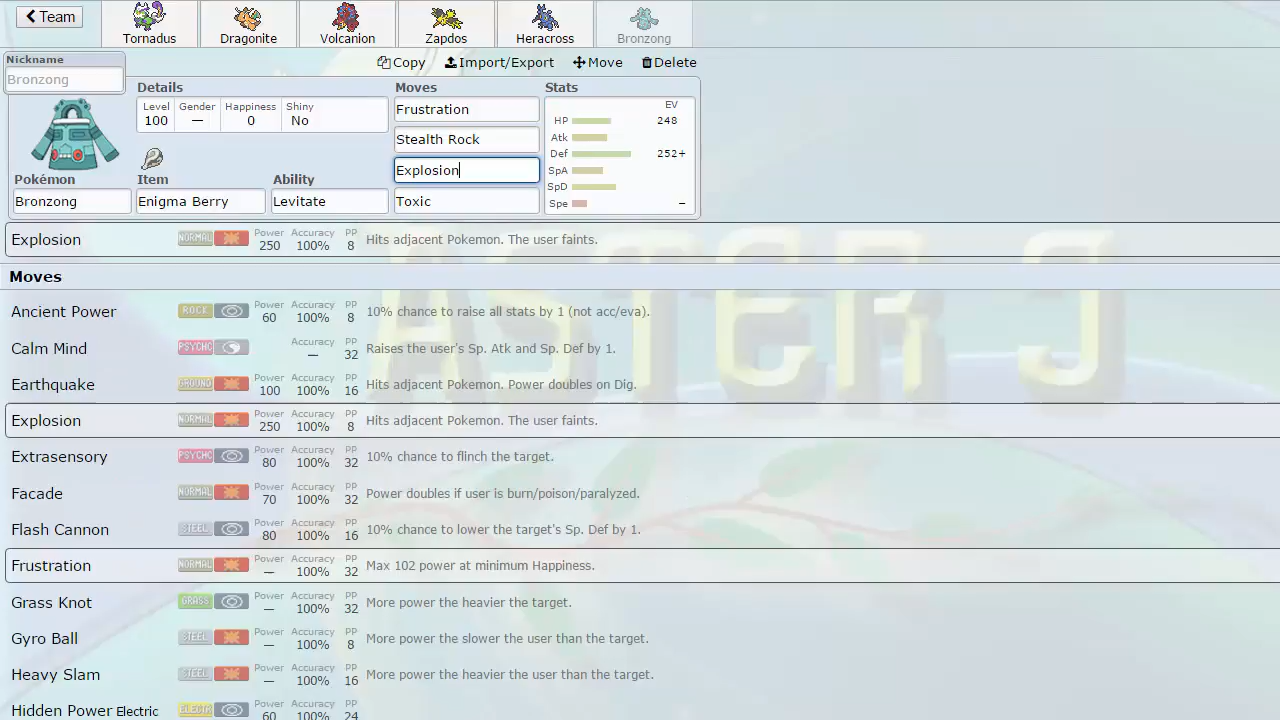 Team
Tornadus Dragonite Volcanion Zapdos Heracross Bronzong
Nickname
Bronzong
Copy Import/Export Move Delete
Details Moves Stats
Level Gender Happiness Shiny
100 — 0 No
Frustration
Stealth Rock
Explosion
Toxic
EV
HP 248
Atk
Def 252+
SpA
SpD
Spe –
Pokémon Item Ability
Bronzong Enigma Berry Levitate
Explosion NORMAL Power 250 Accuracy 100% PP 8 Hits adjacent Pokemon. The user faints.
Moves
Ancient Power ROCK Power 60 Accuracy 100% PP 8 10% chance to raise all stats by 1 (not acc/eva).
Calm Mind PSYCHC Accuracy — PP 32 Raises the user's Sp. Atk and Sp. Def by 1.
Earthquake GROUND Power 100 Accuracy 100% PP 16 Hits adjacent Pokemon. Power doubles on Dig.
Explosion NORMAL Power 250 Accuracy 100% PP 8 Hits adjacent Pokemon. The user faints.
Extrasensory PSYCHC Power 80 Accuracy 100% PP 32 10% chance to flinch the target.
Facade NORMAL Power 70 Accuracy 100% PP 32 Power doubles if user is burn/poison/paralyzed.
Flash Cannon STEEL Power 80 Accuracy 100% PP 16 10% chance to lower the target's Sp. Def by 1.
Frustration NORMAL Power — Accuracy 100% PP 32 Max 102 power at minimum Happiness.
Grass Knot GRASS Power — Accuracy 100% PP 32 More power the heavier the target.
Gyro Ball STEEL Power — Accuracy 100% PP 8 More power the slower the user than the target.
Heavy Slam STEEL Power — Accuracy 100% PP 16 More power the heavier the user than the target.
Hidden Power Electric ELECTR Power 60 Accuracy 100% PP 24
ASTER J